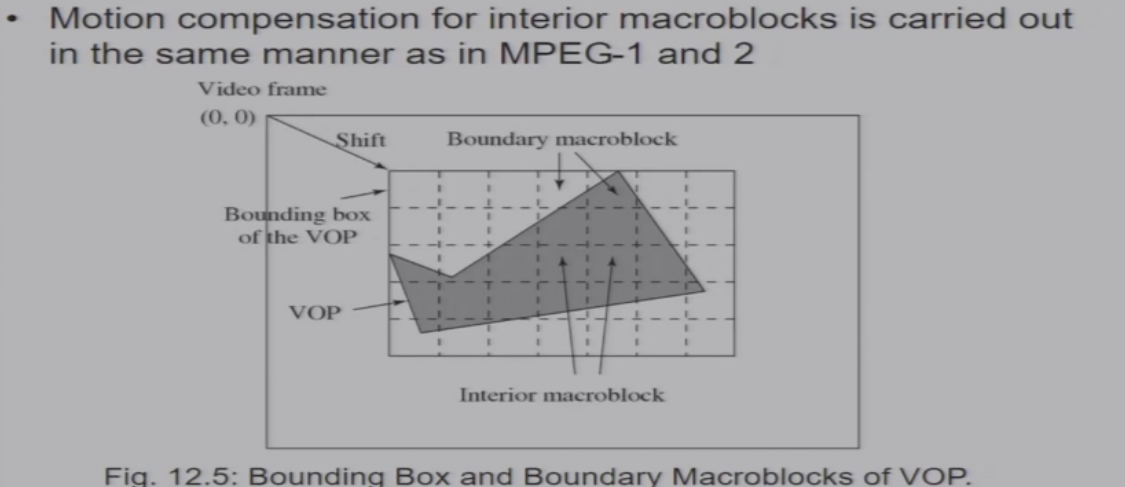 • Motion compensation for interior macroblocks is carried out
in the same manner as in MPEG-1 and 2
Video frame
(0, 0)
Shift
Boundary macroblock
Bounding box
of the VOP
VOP
Interior macroblock
Fig. 12.5: Bounding Box and Boundary Macroblocks of VOP.